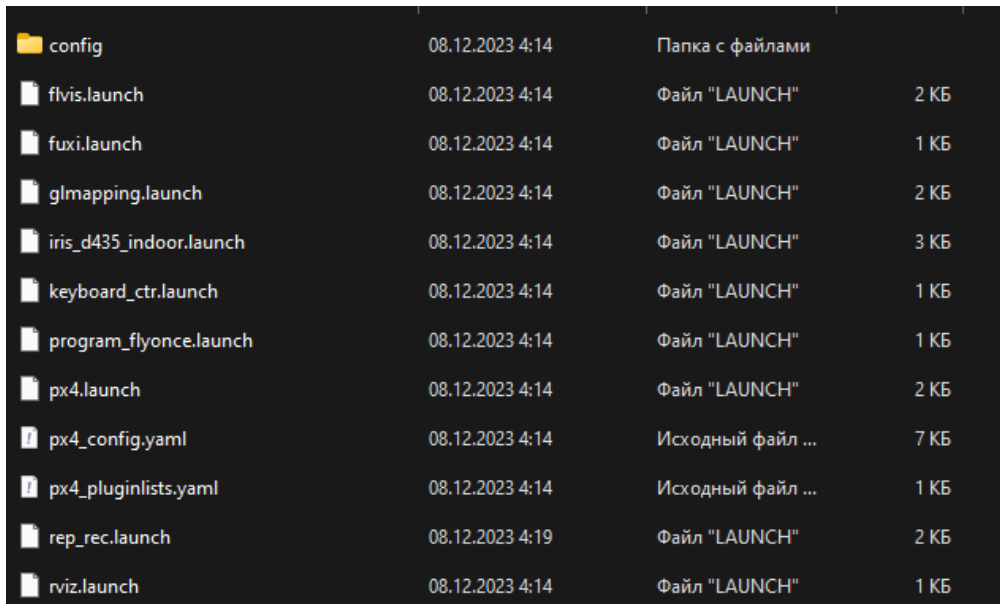 config 08.12.2023 4:14 Папка с файлами
flvis.launch 08.12.2023 4:14 Файл "LAUNCH" 2 КБ
fuxi.launch 08.12.2023 4:14 Файл "LAUNCH" 1 КБ
glmapping.launch 08.12.2023 4:14 Файл "LAUNCH" 2 КБ
iris_d435_indoor.launch 08.12.2023 4:14 Файл "LAUNCH" 3 КБ
keyboard_ctr.launch 08.12.2023 4:14 Файл "LAUNCH" 1 КБ
program_flyonce.launch 08.12.2023 4:14 Файл "LAUNCH" 1 КБ
px4.launch 08.12.2023 4:14 Файл "LAUNCH" 2 КБ
px4_config.yaml 08.12.2023 4:14 Исходный файл ... 7 КБ
px4_pluginlists.yaml 08.12.2023 4:14 Исходный файл ... 1 КБ
rep_rec.launch 08.12.2023 4:19 Файл "LAUNCH" 2 КБ
rviz.launch 08.12.2023 4:14 Файл "LAUNCH" 1 КБ